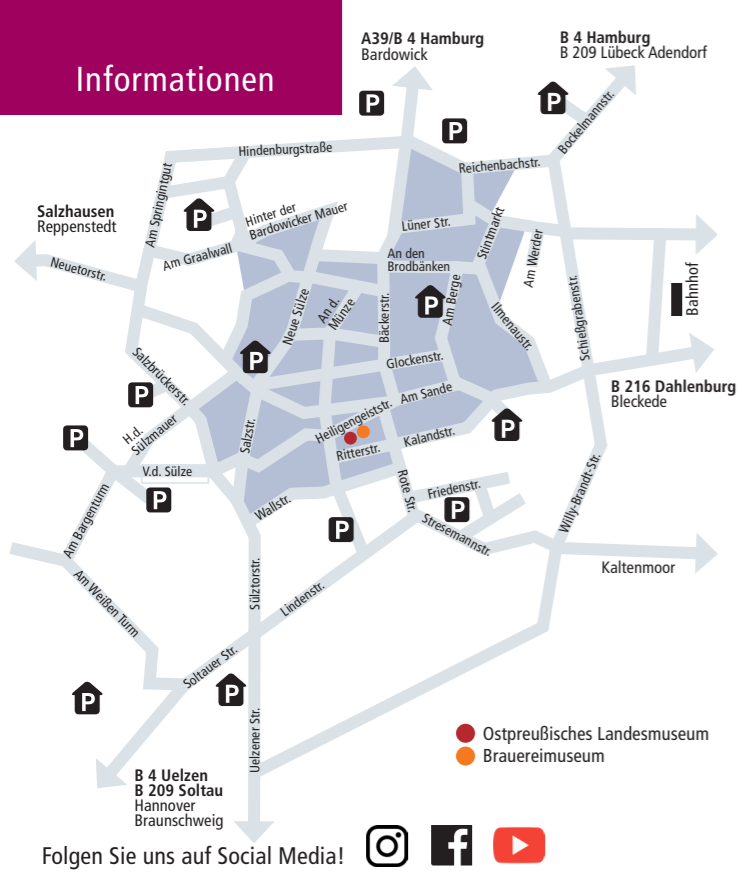 Informationen
A39/B 4 Hamburg
Bardowick
B 4 Hamburg
B 209 Lübeck Adendorf
P
P
P
Bockelmannstr.
Hindenburgstraße
Reichenbachstr.
Am Springintgut
Salzhausen
Reppenstedt
P
Hinter der
Bardowicker Mauer
Lüner Str.
Stintmarkt
Am Werder
Am Graalwall
Neuetorstr.
An den
Brodbänken
Bahnhof
Neue Sülze
An d.
Münze
Bäckerstr.
P
Am Berge
Ilmenaustr.
Schießgrabenstr.
P
Glockenstr.
Salzbrückerstr.
P
Am Sande
B 216 Dahlenburg
Bleckede
Heiligengeiststr.
H.d.
Sülzmauer
P
Salzstr.
Ritterstr.
Kalandstr.
P
V.d. Sülze
P
Wallstr.
Rote Str.
Friedenstr.
P
Stresemannstr.
P
Willy-Brandt-Str.
Am Bargenturm
Kaltenmoor
Am Weißen Turm
Sülztorstr.
Lindenstr.
Soltauer Str.
P
P
Uelzener Str.
Ostpreußisches Landesmuseum
Brauereimuseum
B 4 Uelzen
B 209 Soltau
Hannover
Braunschweig
Folgen Sie uns auf Social Media!
f